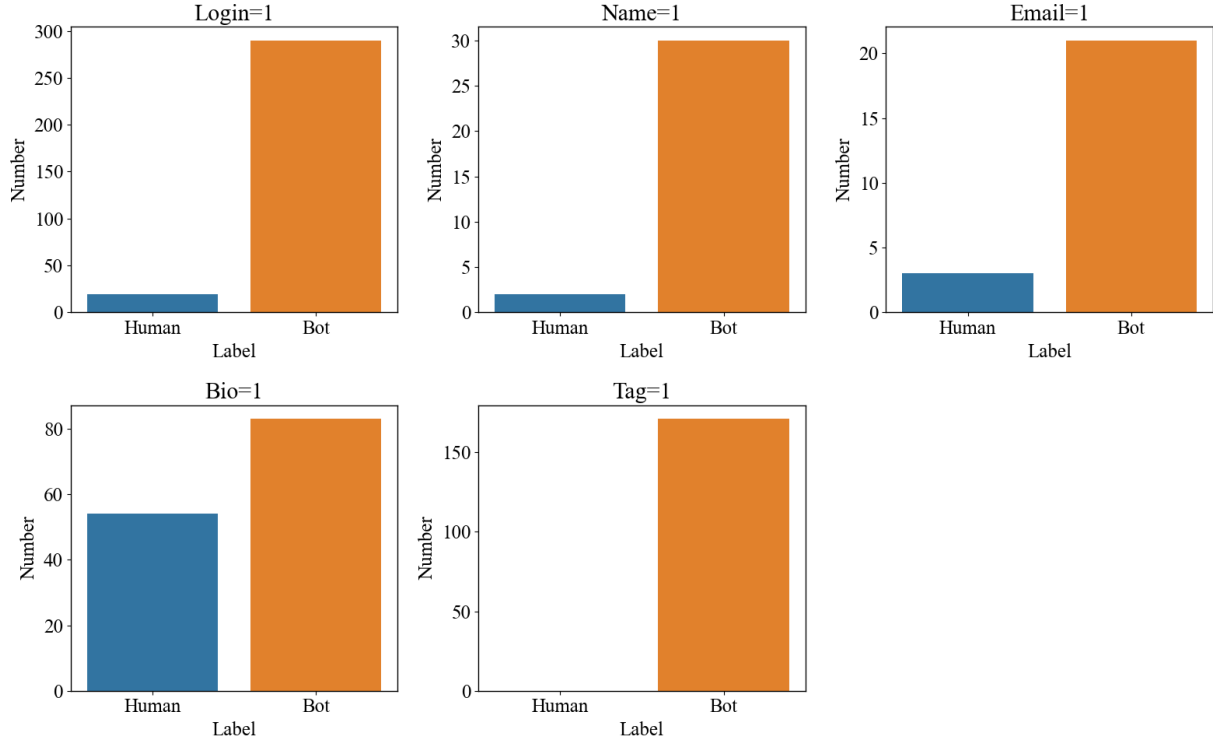 Login=1
Number
300
250
200
150
100
50
0
Human Bot
Label
Name=1
Number
30
25
20
15
10
5
0
Human Bot
Label
Email=1
Number
20
15
10
5
0
Human Bot
Label
Bio=1
Number
80
60
40
20
0
Human Bot
Label
Tag=1
Number
150
100
50
0
Human Bot
Label